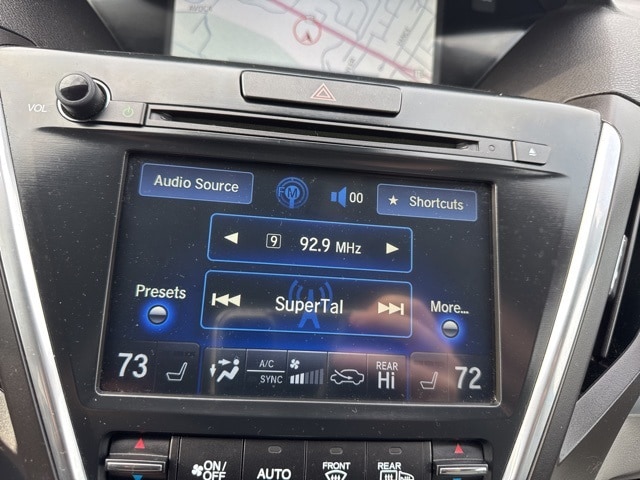 AVOCA
VOL
Audio Source
FM
00
★ Shortcuts
9 92.9 MHz
SuperTal
Presets
More...
73
A/C
SYNC
REAR
Hi
72
ON/
OFF
AUTO
FRONT
REAR